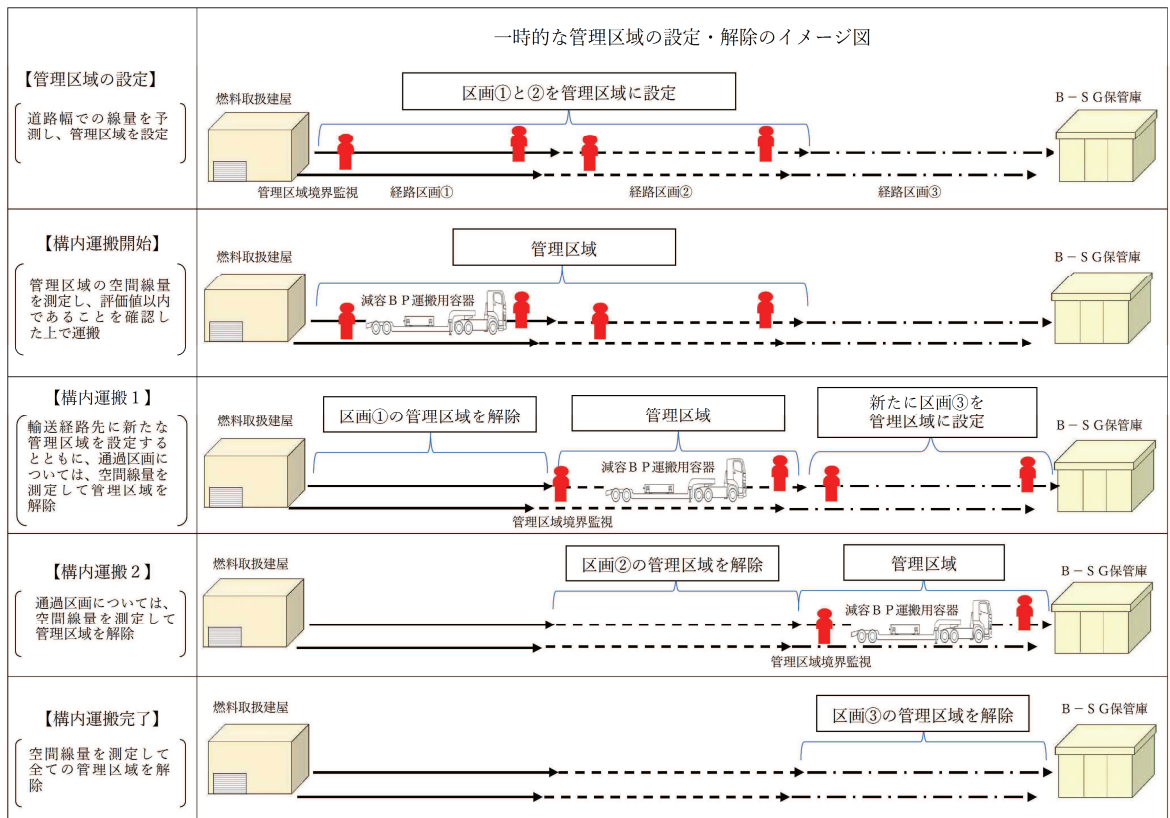 一時的な管理区域の設定・解除のイメージ図
【管理区域の設定】
道路幅での線量を予
測し、管理区域を設定
燃料取扱建屋
区画①と②を管理区域に設定
B－SG保管庫
管理区域境界監視
経路区画①
経路区画②
経路区画③
【構内運搬開始】
管理区域の空間線量
を測定し、評価値以内
であることを確認し
た上で運搬
燃料取扱建屋
管理区域
減容BP運搬用容器
B－SG保管庫
【構内運搬1】
輸送経路先に新たな
管理区域を設定する
とともに、通過区画に
ついては、空間線量を
測定して管理区域を
解除
燃料取扱建屋
区画①の管理区域を解除
管理区域
新たに区画③を
管理区域に設定
減容BP運搬用容器
B－SG保管庫
管理区域境界監視
【構内運搬2】
通過区画については、
空間線量を測定して
管理区域を解除
燃料取扱建屋
区画②の管理区域を解除
管理区域
減容BP運搬用容器
B－SG保管庫
管理区域境界監視
【構内運搬完了】
空間線量を測定して
全ての管理区域を解
除
燃料取扱建屋
区画③の管理区域を解除
B－SG保管庫